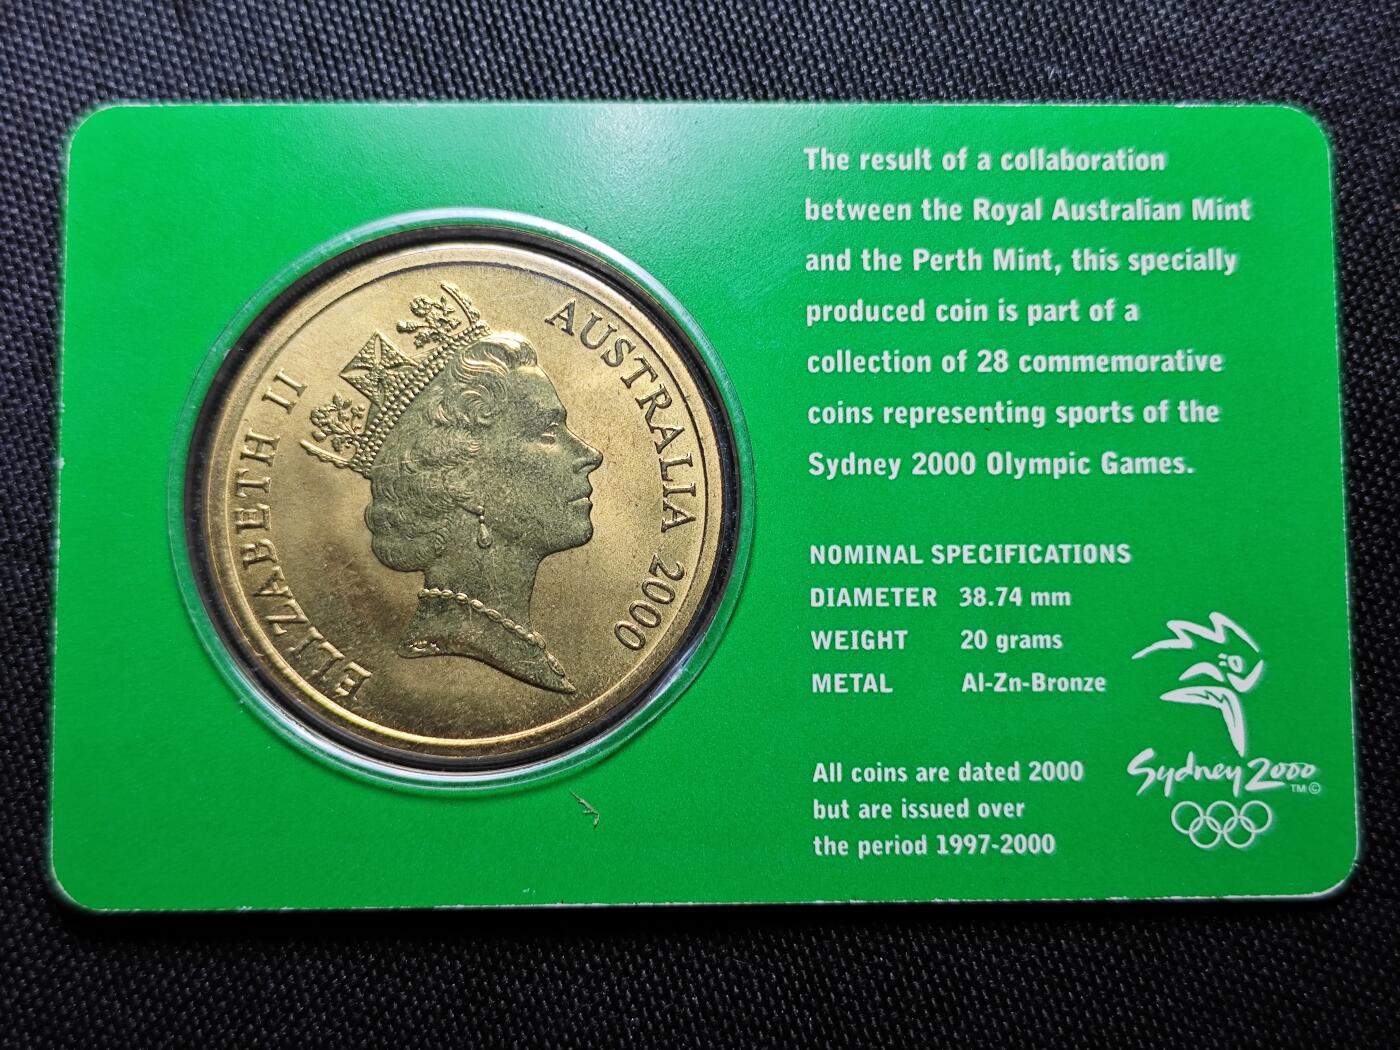 ELIZABETH II
AUSTRALIA 2000
The result of a collaboration
between the Royal Australian Mint
and the Perth Mint, this specially
produced coin is part of a
collection of 28 commemorative
coins representing sports of the
Sydney 2000 Olympic Games.
NOMINAL SPECIFICATIONS
DIAMETER 38.74 mm
WEIGHT 20 grams
METAL Al-Zn-Bronze
All coins are dated 2000
but are issued over
the period 1997-2000
Sydney 2000
TM ©